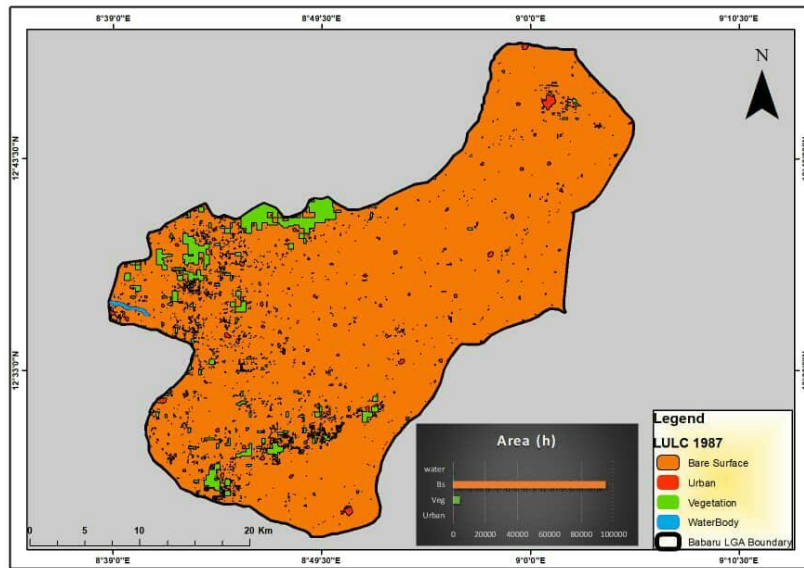 8°39'0"E 8°49'30"E 9°0'0"E 9°10'30"E
N
12°43'30"N
12°33'0"N
Area (h)
water
Bs
Veg
Urban
0 20000 40000 60000 80000 100000
Legend
LULC 1987
Bare Surface
Urban
Vegetation
WaterBody
Babaru LGA Boundary
0 5 10 20 Km
8°39'0"E 8°49'30"E 9°0'0"E 9°10'30"E